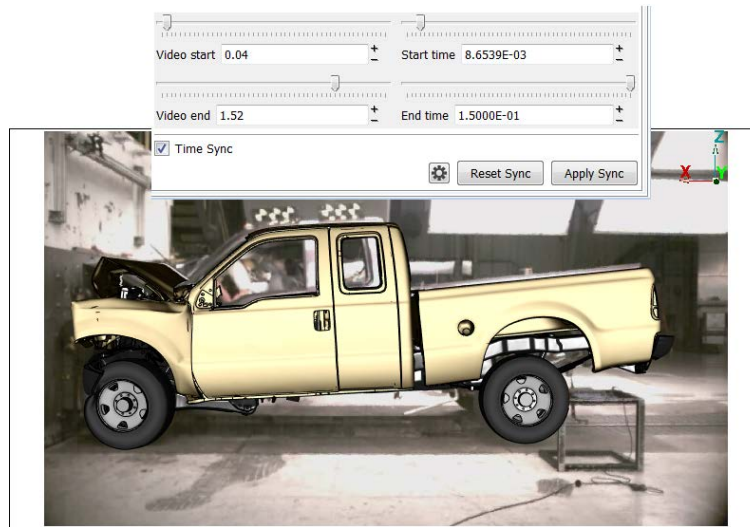 Video start 0.04 + - Start time 8.6539E-03 + -
Video end 1.52 + - End time 1.5000E-01 + -
Time Sync
Reset Sync Apply Sync
Z
X Y